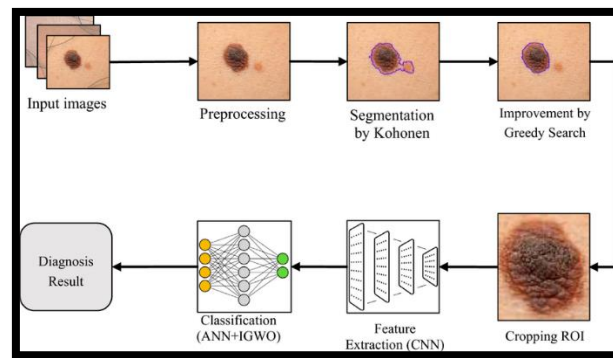 Input images
Preprocessing
Segmentation
by Kohonen
Improvement by
Greedy Search
Diagnosis
Result
Classification
(ANN+IGWO)
Feature
Extraction (CNN)
Cropping ROI